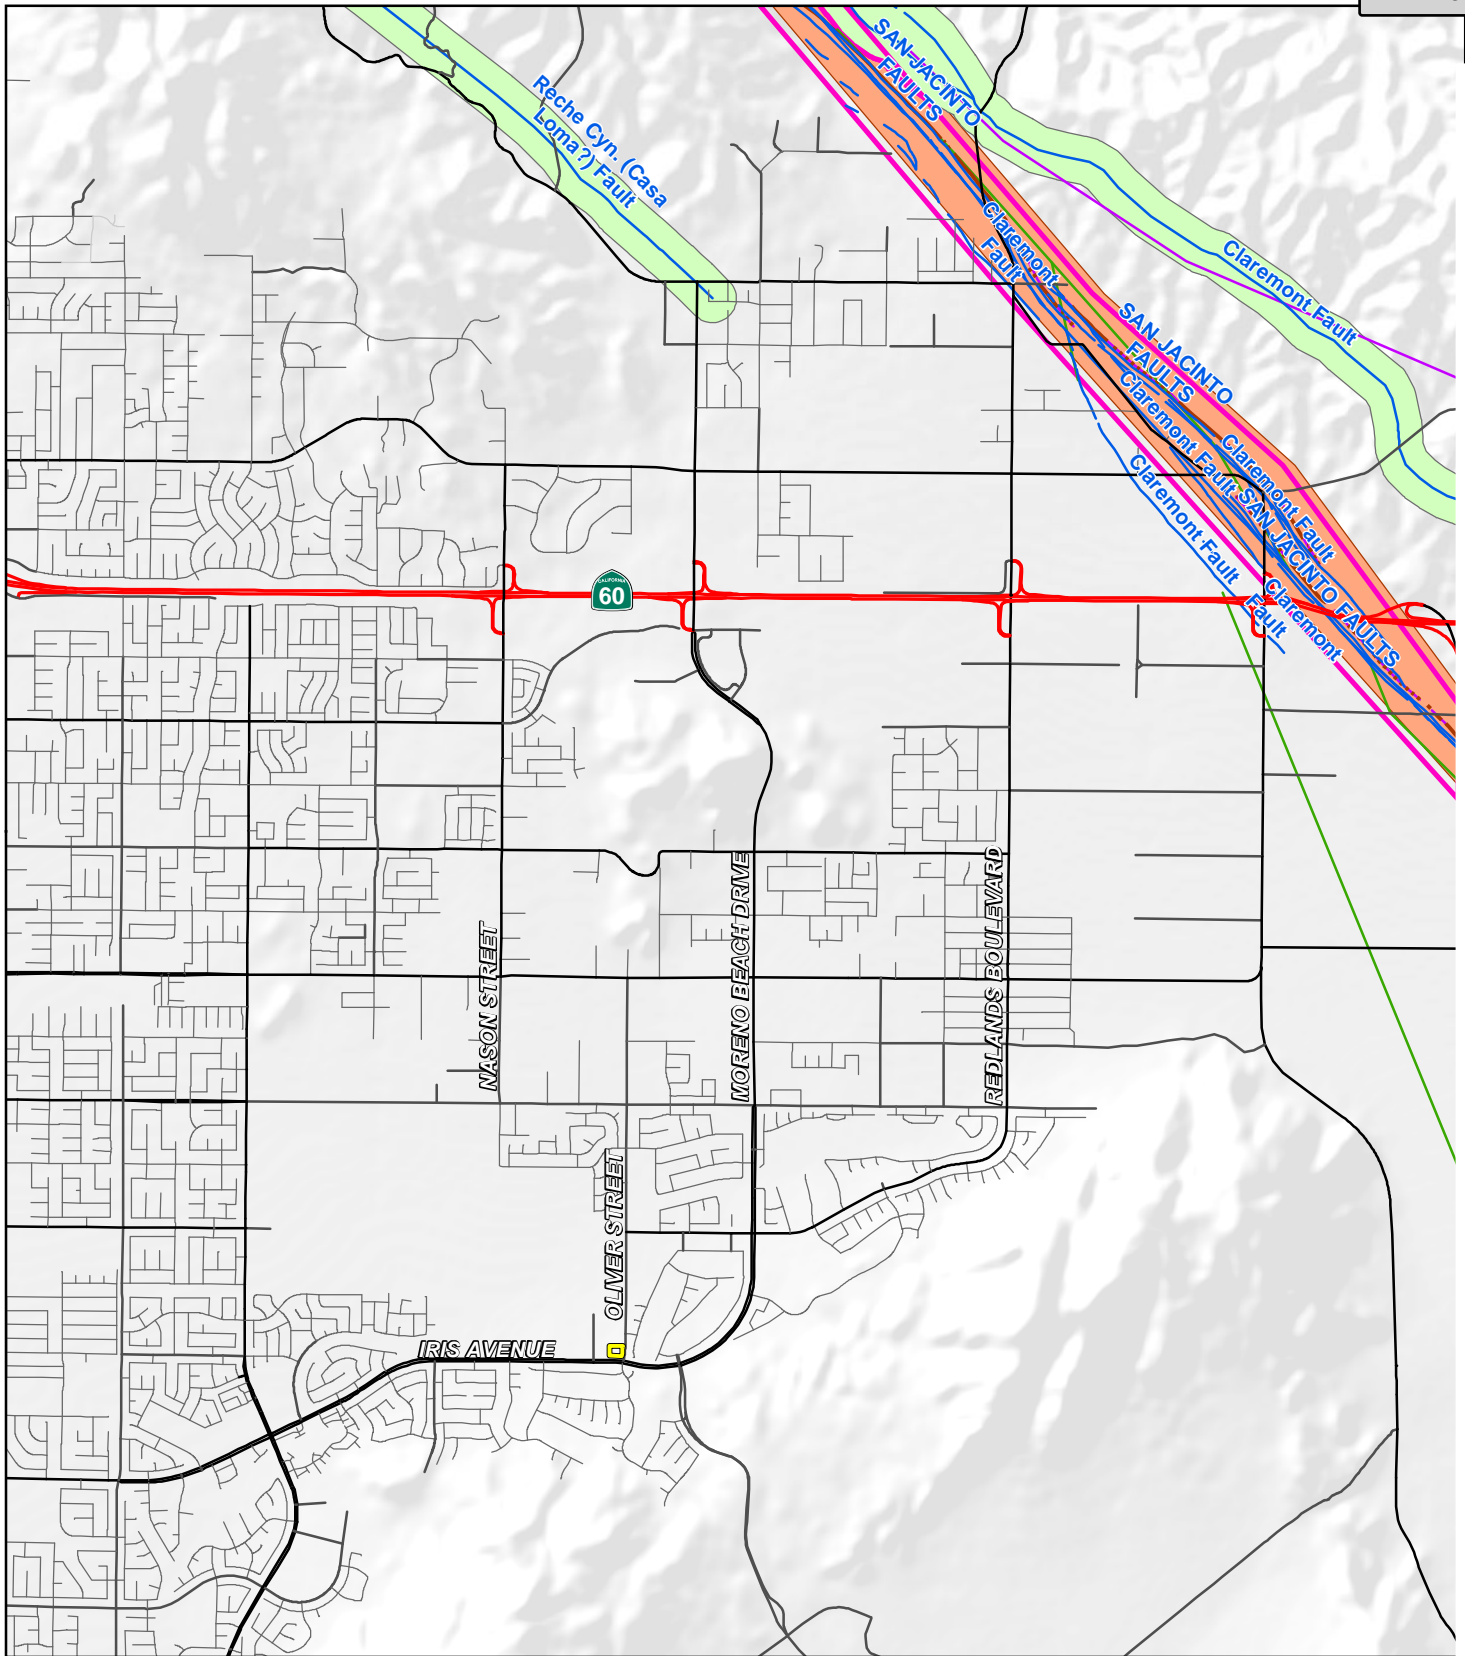 SAN JACINTO
FAULTS
Reche Cyn. (Casa
Loma?) Fault
Claremont
Fault
Claremont Fault
SAN JACINTO
FAULTS
Claremont Fault
Claremont Fault
Claremont Fault
SAN JACINTO FAULTS
Claremont
Fault
CALIFORNIA
60
NASON STREET
MORENO BEACH DRIVE
REDLANDS BOULEVARD
OLIVER STREET
IRIS AVENUE